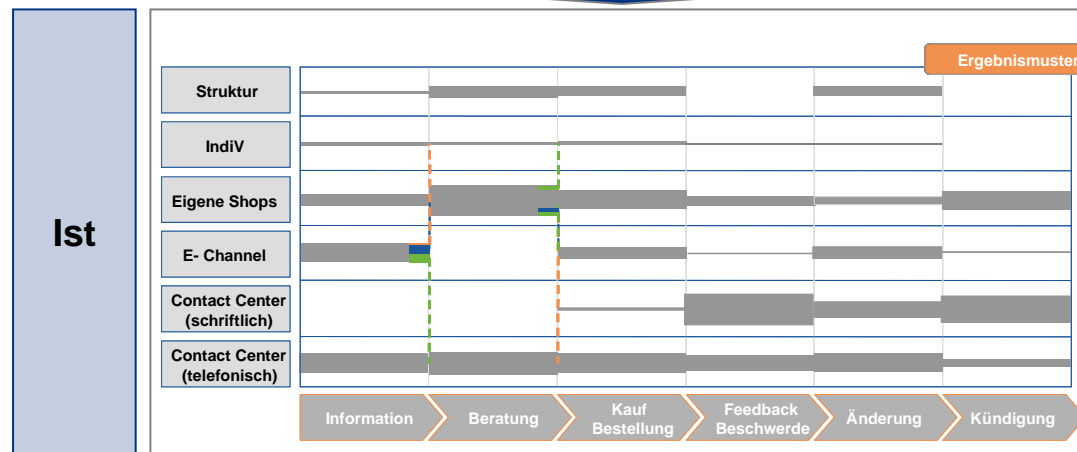 Ist
Ergebnismuster
Struktur
IndiV
Eigene Shops
E- Channel
Contact Center
(schriftlich)
Contact Center
(telefonisch)
Information
Beratung
Kauf
Bestellung
Feedback
Beschwerde
Änderung
Kündigung